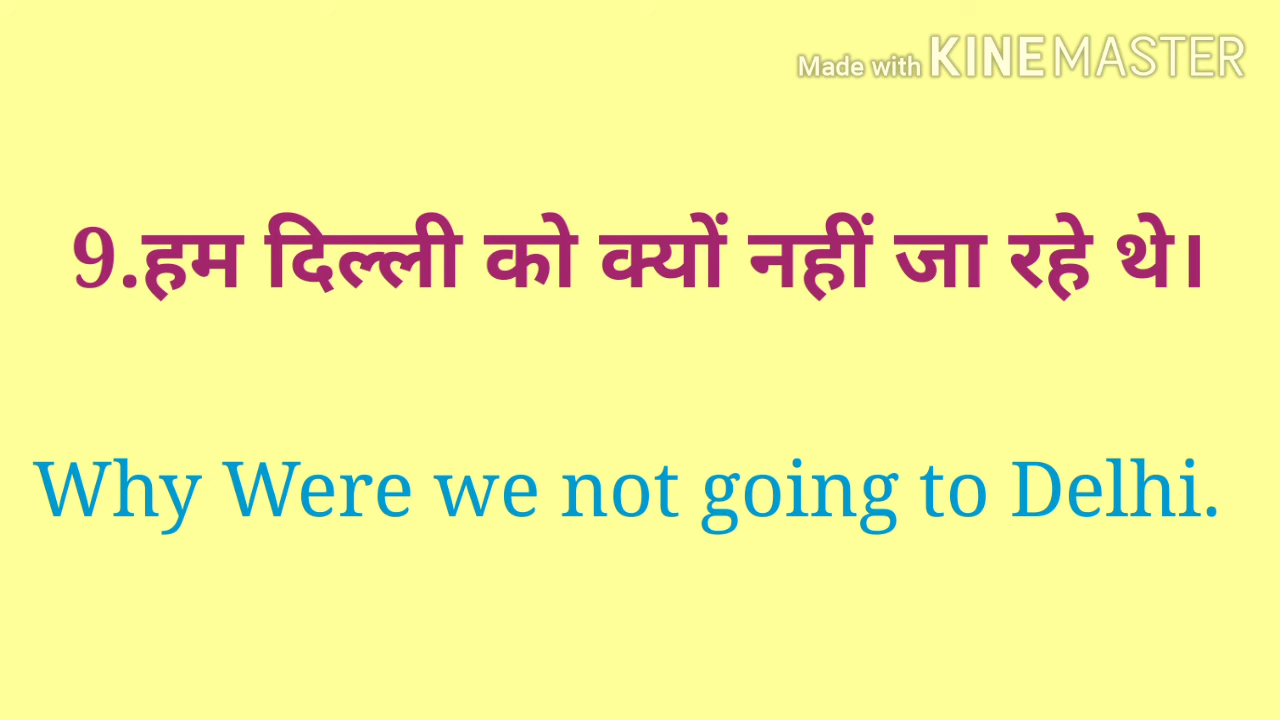 Made with KINEMASTER
9.हम दिल्ली को क्यों नहीं जा रहे थे।
Why Were we not going to Delhi.